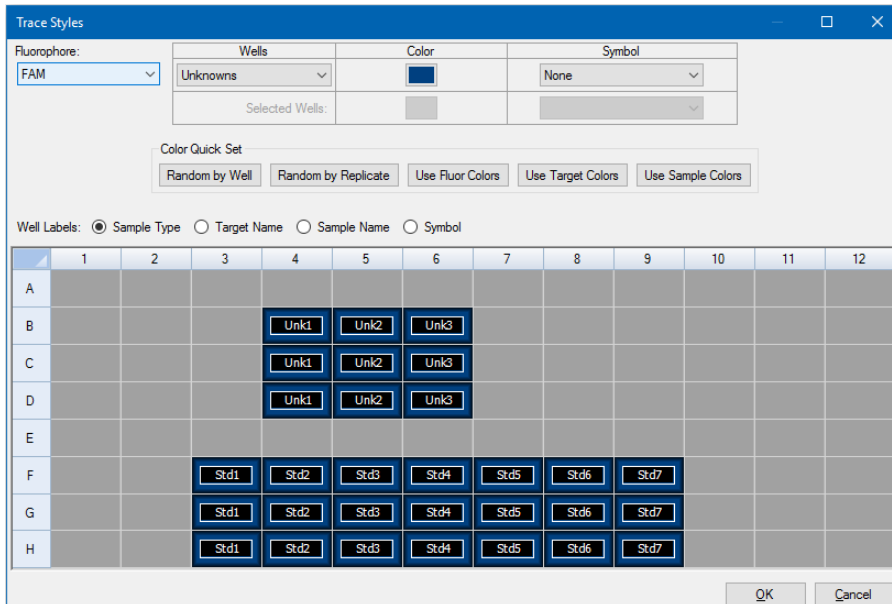 Trace Styles
Fluorophore: Wells Color Symbol
FAM Unknowns None
Selected Wells:
Color Quick Set
Random by Well Random by Replicate Use Fluor Colors Use Target Colors Use Sample Colors
Well Labels: Sample Type Target Name Sample Name Symbol
1 2 3 4 5 6 7 8 9 10 11 12
A
B Unk1 Unk2 Unk3
C Unk1 Unk2 Unk3
D Unk1 Unk2 Unk3
E
F Std1 Std2 Std3 Std4 Std5 Std6 Std7
G Std1 Std2 Std3 Std4 Std5 Std6 Std7
H Std1 Std2 Std3 Std4 Std5 Std6 Std7
OK Cancel